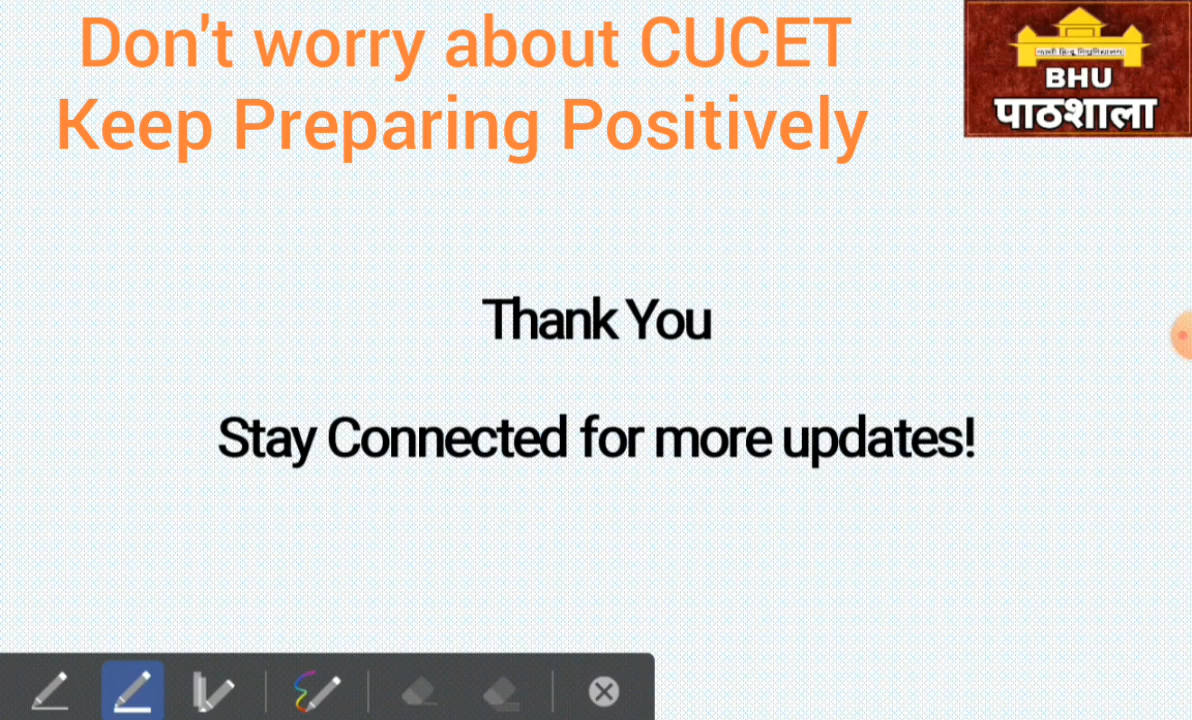 Don't worry about CUCET
Keep Preparing Positively
BHU
पाठशाला
Thank You
Stay Connected for more updates!